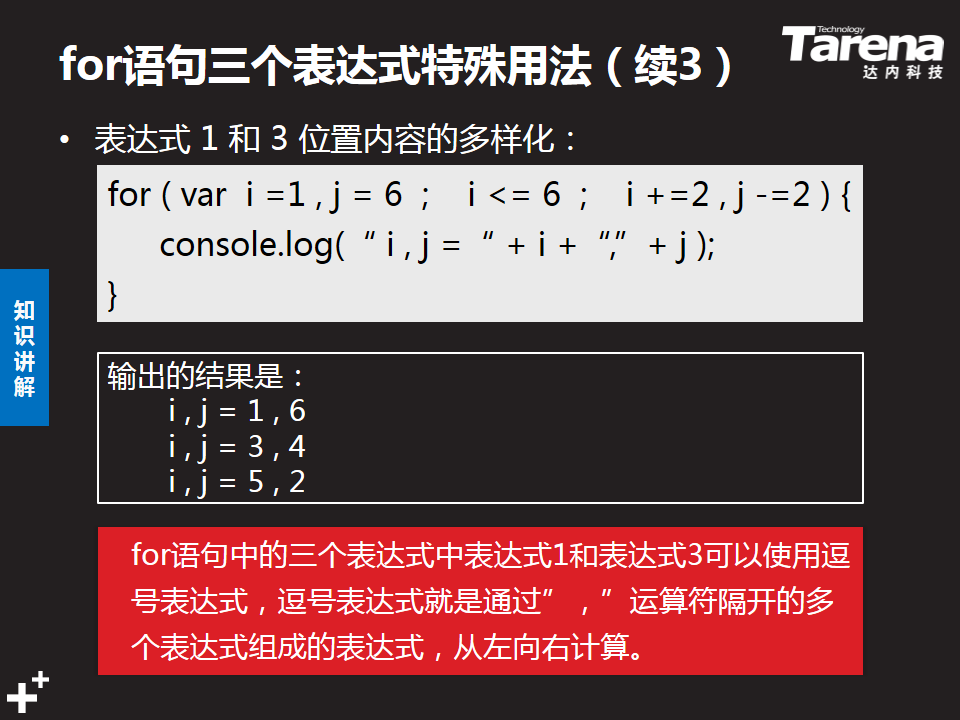 for语句三个表达式特殊用法（续3）
Technology
Tarena
达内科技
• 表达式 1 和 3 位置内容的多样化：
for ( var i =1 , j = 6 ; i <= 6 ; i +=2 , j -=2 ) {
console.log( “ i , j = “ + i + “,” + j );
}
知识讲解
输出的结果是：
i , j = 1 , 6
i , j = 3 , 4
i , j = 5 , 2
for语句中的三个表达式中表达式1和表达式3可以使用逗
号表达式，逗号表达式就是通过”，”运算符隔开的多
个表达式组成的表达式，从左向右计算。